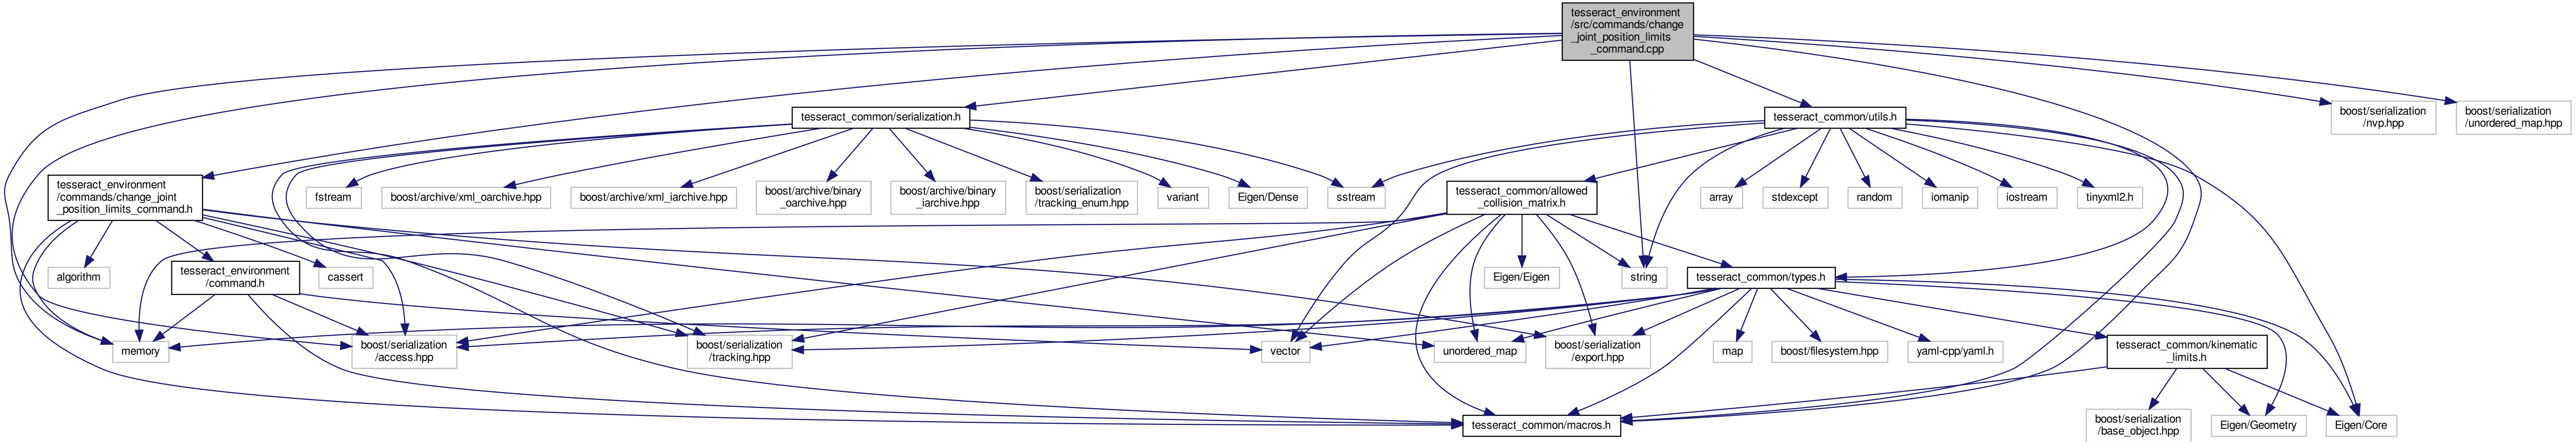 tesseract_environment
/src/commands/change
_joint_position_limits
_command.cpp
tesseract_common/serialization.h
tesseract_common/utils.h
boost/serialization
/nvp.hpp
boost/serialization
/unordered_map.hpp
tesseract_environment
/commands/change_joint
_position_limits_command.h
fstream
boost/archive/xml_oarchive.hpp
boost/archive/xml_iarchive.hpp
boost/archive/binary
_oarchive.hpp
boost/archive/binary
_iarchive.hpp
boost/serialization
/tracking_enum.hpp
variant
Eigen/Dense
sstream
tesseract_common/allowed
_collision_matrix.h
array
stdexcept
random
iomanip
iostream
tinyxml2.h
algorithm
tesseract_environment
/command.h
cassert
Eigen/Eigen
string
tesseract_common/types.h
memory
boost/serialization
/access.hpp
boost/serialization
/tracking.hpp
vector
unordered_map
boost/serialization
/export.hpp
map
boost/filesystem.hpp
yaml-cpp/yaml.h
tesseract_common/kinematic
_limits.h
tesseract_common/macros.h
boost/serialization
/base_object.hpp
Eigen/Geometry
Eigen/Core